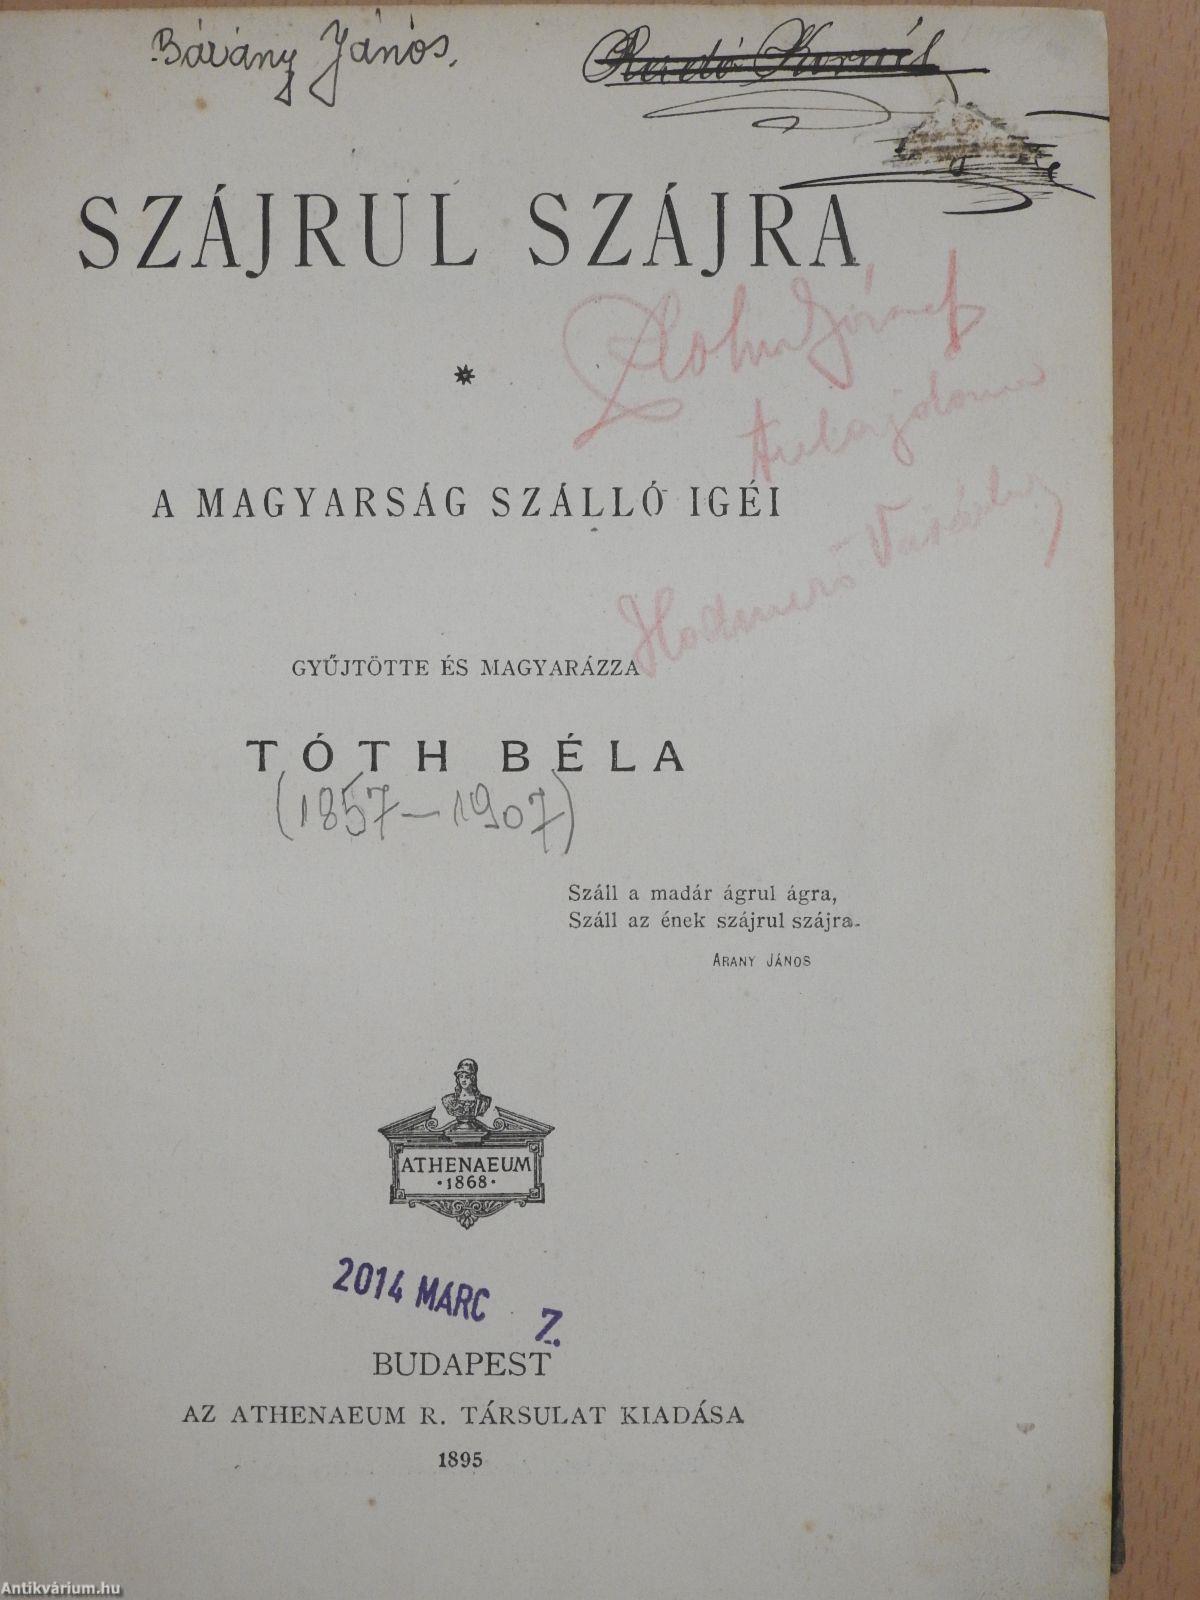 Bárány János.
SZÁJRUL SZÁJRA
A MAGYARSÁG SZÁLLÓ IGÉI
GYŰJTÖTTE ÉS MAGYARÁZZA
TÓTH BÉLA
(1857-1907)
Száll a madár ágrul ágra,
Száll az ének szájrul szájra.
ARANY JÁNOS
ATHENAEUM
·1868·
2014 MÁRC 7.
BUDAPEST
AZ ATHENAEUM R. TÁRSULAT KIADÁSA
1895
Antikvárium.hu